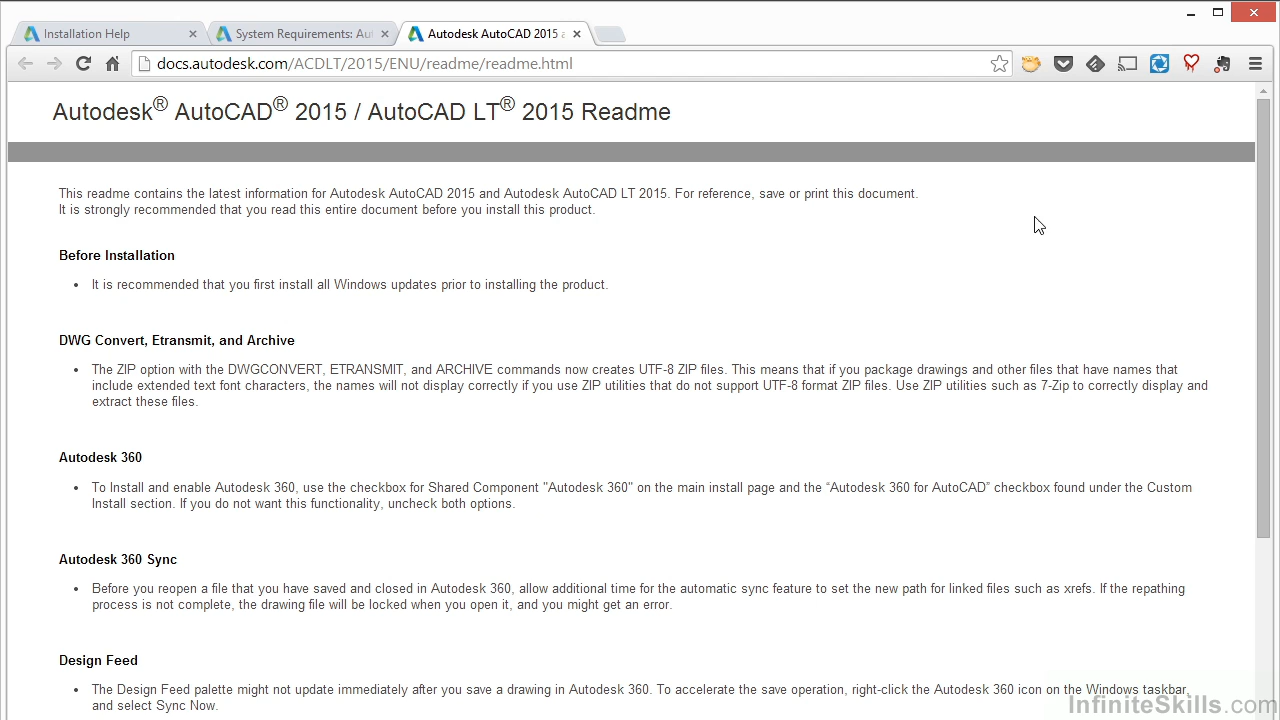 Installation Help
System Requirements: Au
Autodesk AutoCAD 2015 a
docs.autodesk.com/ACDLT/2015/ENU/readme/readme.html
Autodesk® AutoCAD® 2015 / AutoCAD LT® 2015 Readme
This readme contains the latest information for Autodesk AutoCAD 2015 and Autodesk AutoCAD LT 2015. For reference, save or print this document.
It is strongly recommended that you read this entire document before you install this product.
Before Installation
• It is recommended that you first install all Windows updates prior to installing the product.
DWG Convert, Etransmit, and Archive
• The ZIP option with the DWGCONVERT, ETRANSMIT, and ARCHIVE commands now creates UTF-8 ZIP files. This means that if you package drawings and other files that have names that
include extended text font characters, the names will not display correctly if you use ZIP utilities that do not support UTF-8 format ZIP files. Use ZIP utilities such as 7-Zip to correctly display and
extract these files.
Autodesk 360
• To Install and enable Autodesk 360, use the checkbox for Shared Component "Autodesk 360" on the main install page and the “Autodesk 360 for AutoCAD” checkbox found under the Custom
Install section. If you do not want this functionality, uncheck both options.
Autodesk 360 Sync
• Before you reopen a file that you have saved and closed in Autodesk 360, allow additional time for the automatic sync feature to set the new path for linked files such as xrefs. If the repathing
process is not complete, the drawing file will be locked when you open it, and you might get an error.
Design Feed
• The Design Feed palette might not update immediately after you save a drawing in Autodesk 360. To accelerate the save operation, right-click the Autodesk 360 icon on the Windows taskbar,
and select Sync Now.
InfiniteSkills.com